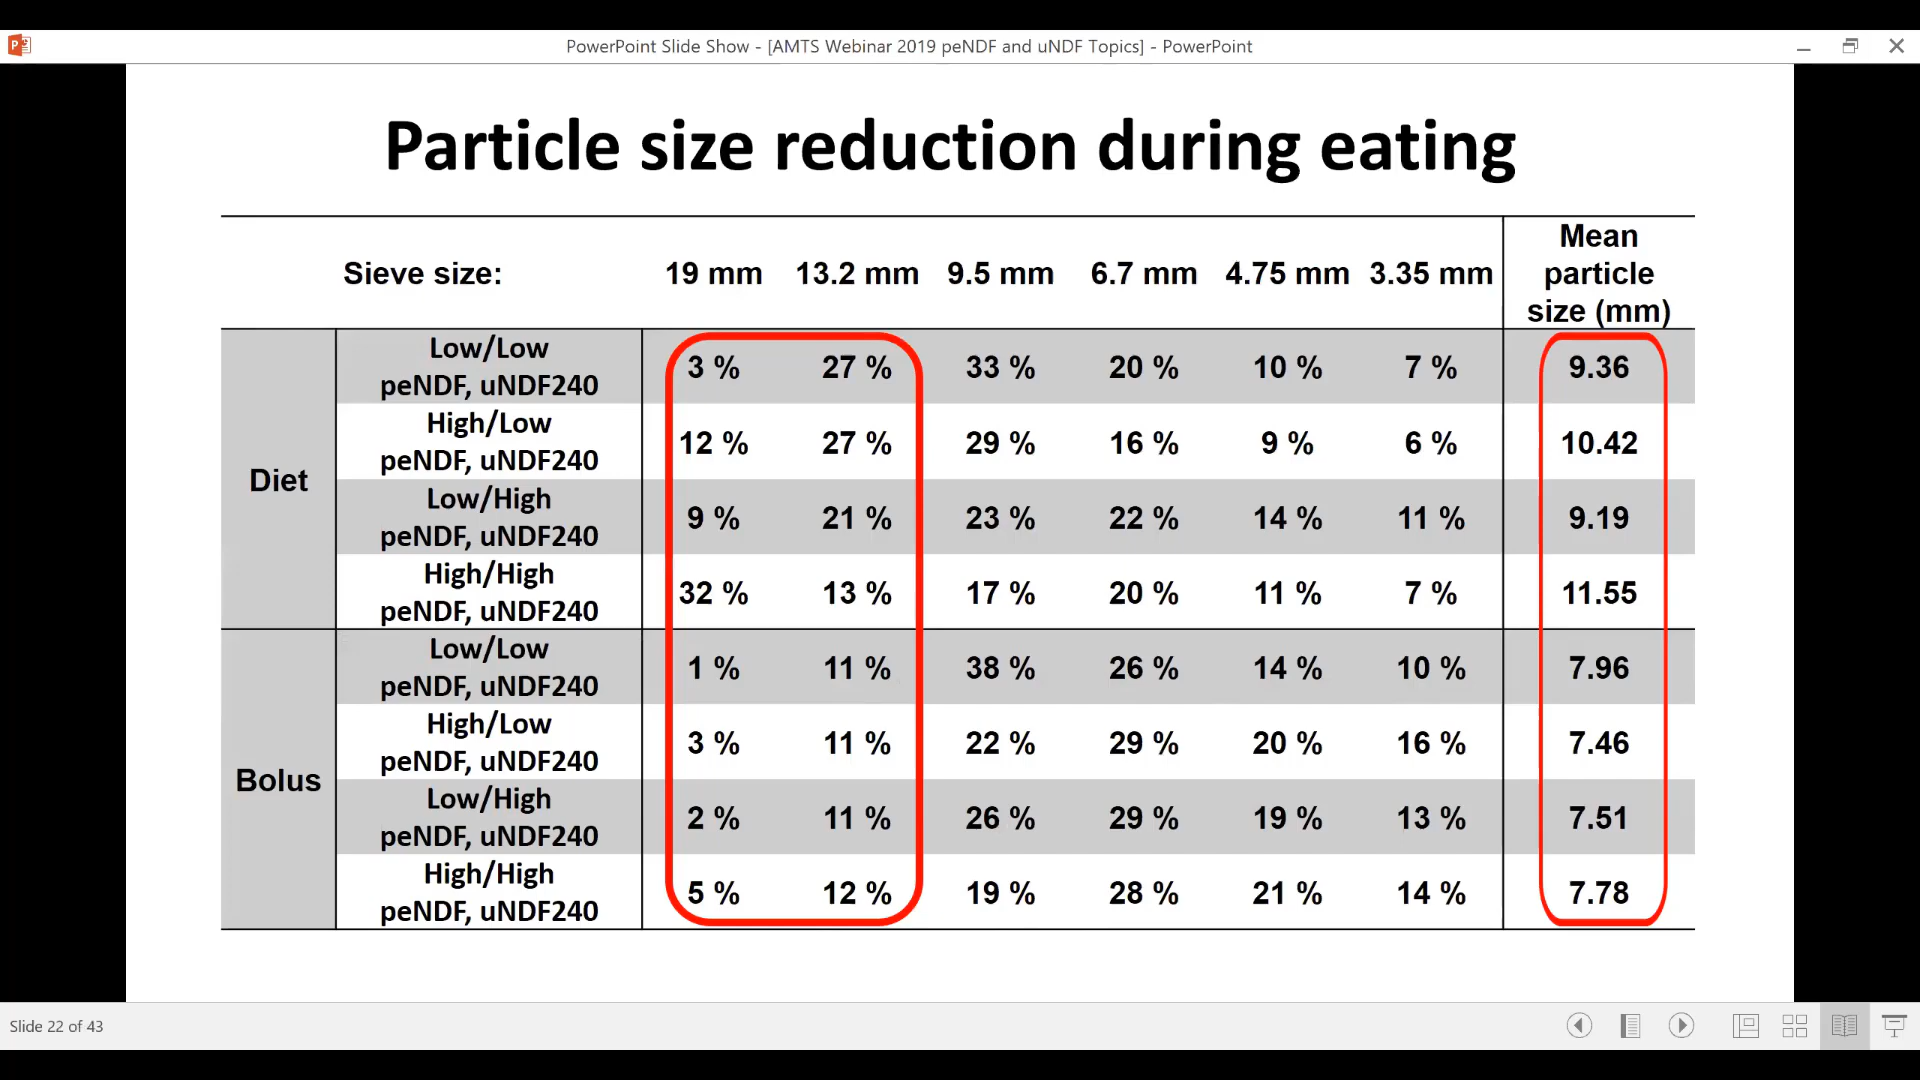 PowerPoint Slide Show - [AMTS Webinar 2019 peNDF and uNDF Topics] - PowerPoint
Particle size reduction during eating
Sieve size: 19 mm 13.2 mm 9.5 mm 6.7 mm 4.75 mm 3.35 mm Mean particle size (mm)
Diet
Low/Low peNDF, uNDF240 3 % 27 % 33 % 20 % 10 % 7 % 9.36
High/Low peNDF, uNDF240 12 % 27 % 29 % 16 % 9 % 6 % 10.42
Low/High peNDF, uNDF240 9 % 21 % 23 % 22 % 14 % 11 % 9.19
High/High peNDF, uNDF240 32 % 13 % 17 % 20 % 11 % 7 % 11.55
Bolus
Low/Low peNDF, uNDF240 1 % 11 % 38 % 26 % 14 % 10 % 7.96
High/Low peNDF, uNDF240 3 % 11 % 22 % 29 % 20 % 16 % 7.46
Low/High peNDF, uNDF240 2 % 11 % 26 % 29 % 19 % 13 % 7.51
High/High peNDF, uNDF240 5 % 12 % 19 % 28 % 21 % 14 % 7.78
Slide 22 of 43